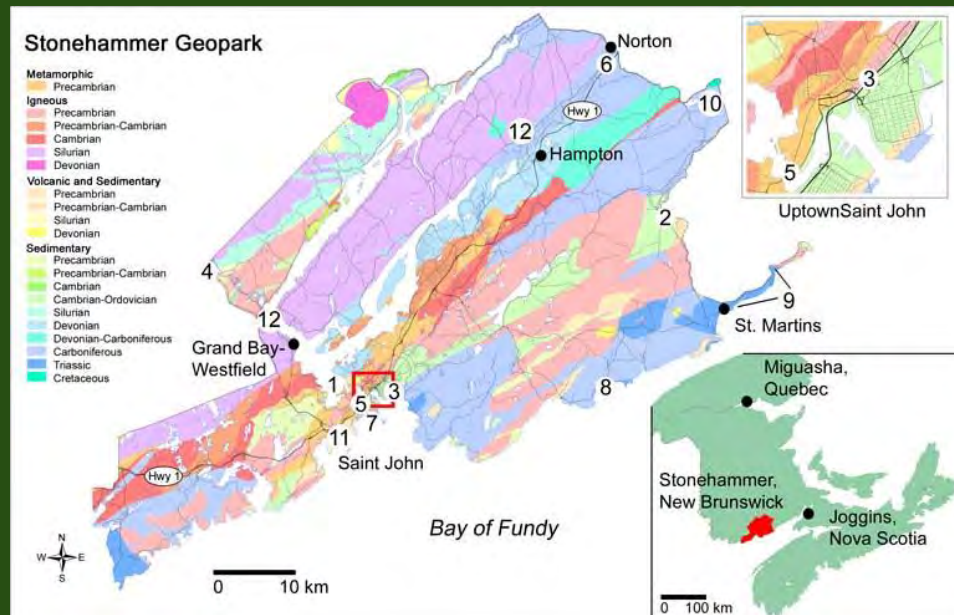 Stonehammer Geopark
Metamorphic
Precambrian
Igneous
Precambrian
Precambrian-Cambrian
Cambrian
Silurian
Devonian
Volcanic and Sedimentary
Precambrian
Precambrian-Cambrian
Silurian
Devonian
Sedimentary
Precambrian
Precambrian-Cambrian
Cambrian
Cambrian-Ordovician
Silurian
Devonian
Devonian-Carboniferous
Carboniferous
Triassic
Cretaceous
Norton
6
Hwy 1
10
12
Hampton
2
4
12
Grand Bay-
Westfield
9
St. Martins
1
5
3
8
7
11
Saint John
Hwy 1
Bay of Fundy
N
W
E
S
0
10 km
3
5
UptownSaint John
Miguasha,
Quebec
Stonehammer,
New Brunswick
Joggins,
Nova Scotia
0
100 km